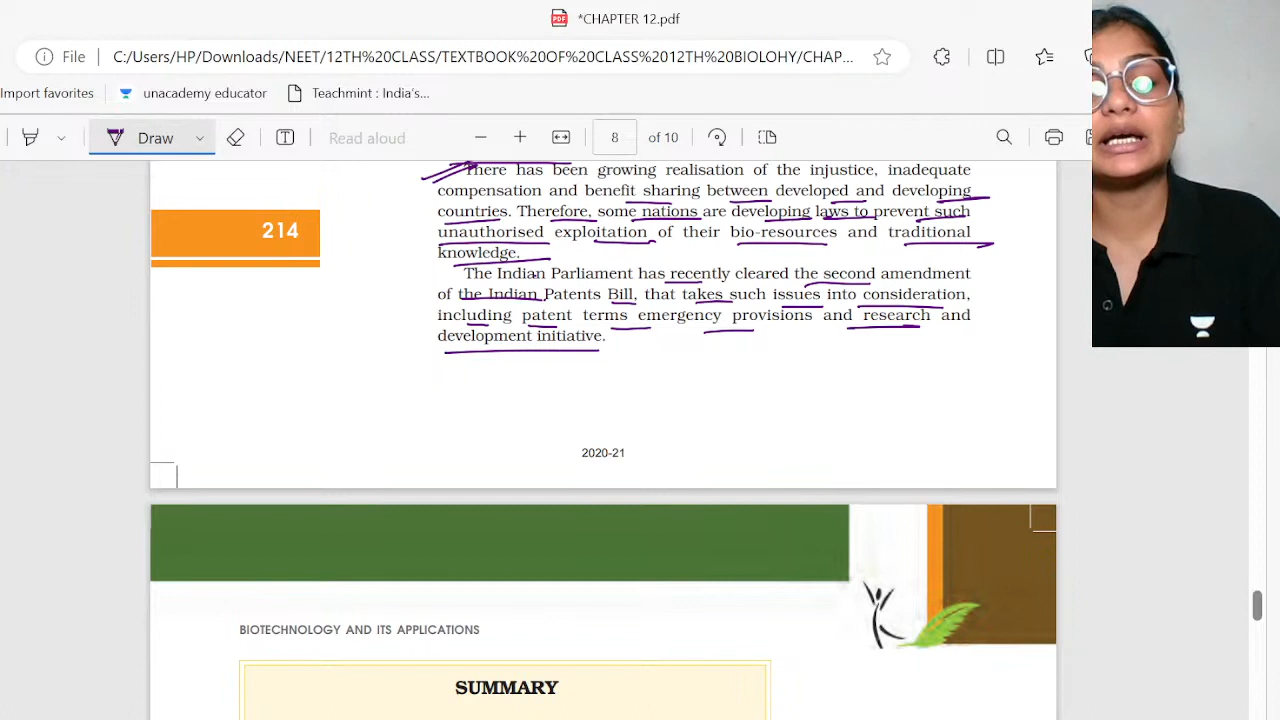 *CHAPTER 12.pdf
File
C:/Users/HP/Downloads/NEET/12TH%20CLASS/TEXTBOOK%20OF%20CLASS%2012TH%20BIOLOHY/CHAP...
Import favorites
unacademy educator
Teachmint : India's...
Draw
Read aloud
8
of 10
There has been growing realisation of the injustice, inadequate
compensation and benefit sharing between developed and developing
countries. Therefore, some nations are developing laws to prevent such
unauthorised exploitation of their bio-resources and traditional
knowledge.
214
The Indian Parliament has recently cleared the second amendment
of the Indian Patents Bill, that takes such issues into consideration,
including patent terms emergency provisions and research and
development initiative.
2020-21
BIOTECHNOLOGY AND ITS APPLICATIONS
SUMMARY